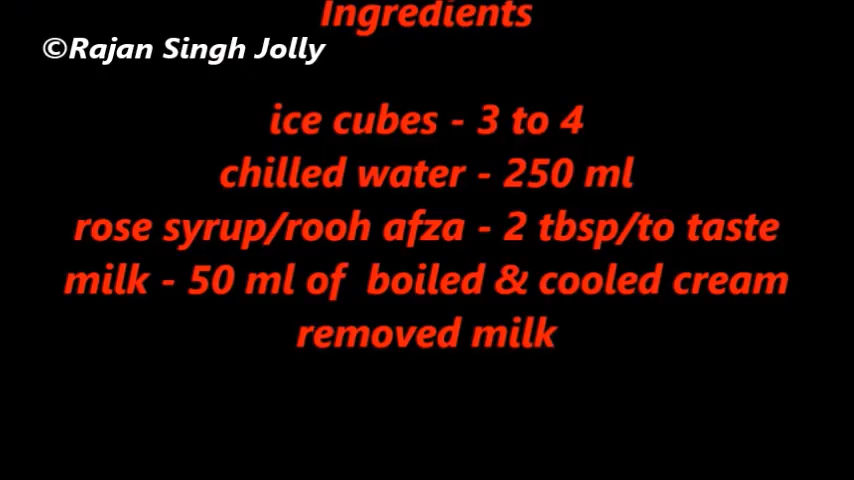 Ingredients
©Rajan Singh Jolly
ice cubes - 3 to 4
chilled water - 250 ml
rose syrup/rooh afza - 2 tbsp/to taste
milk - 50 ml of boiled & cooled cream
removed milk